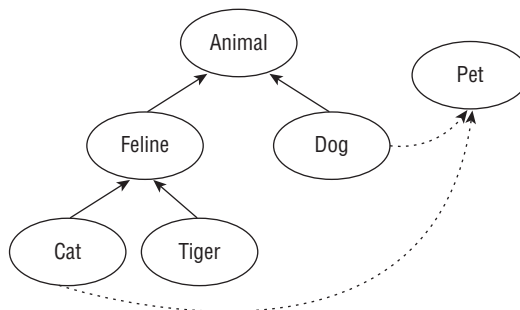 Animal
Pet
Feline
Dog
Cat
Tiger